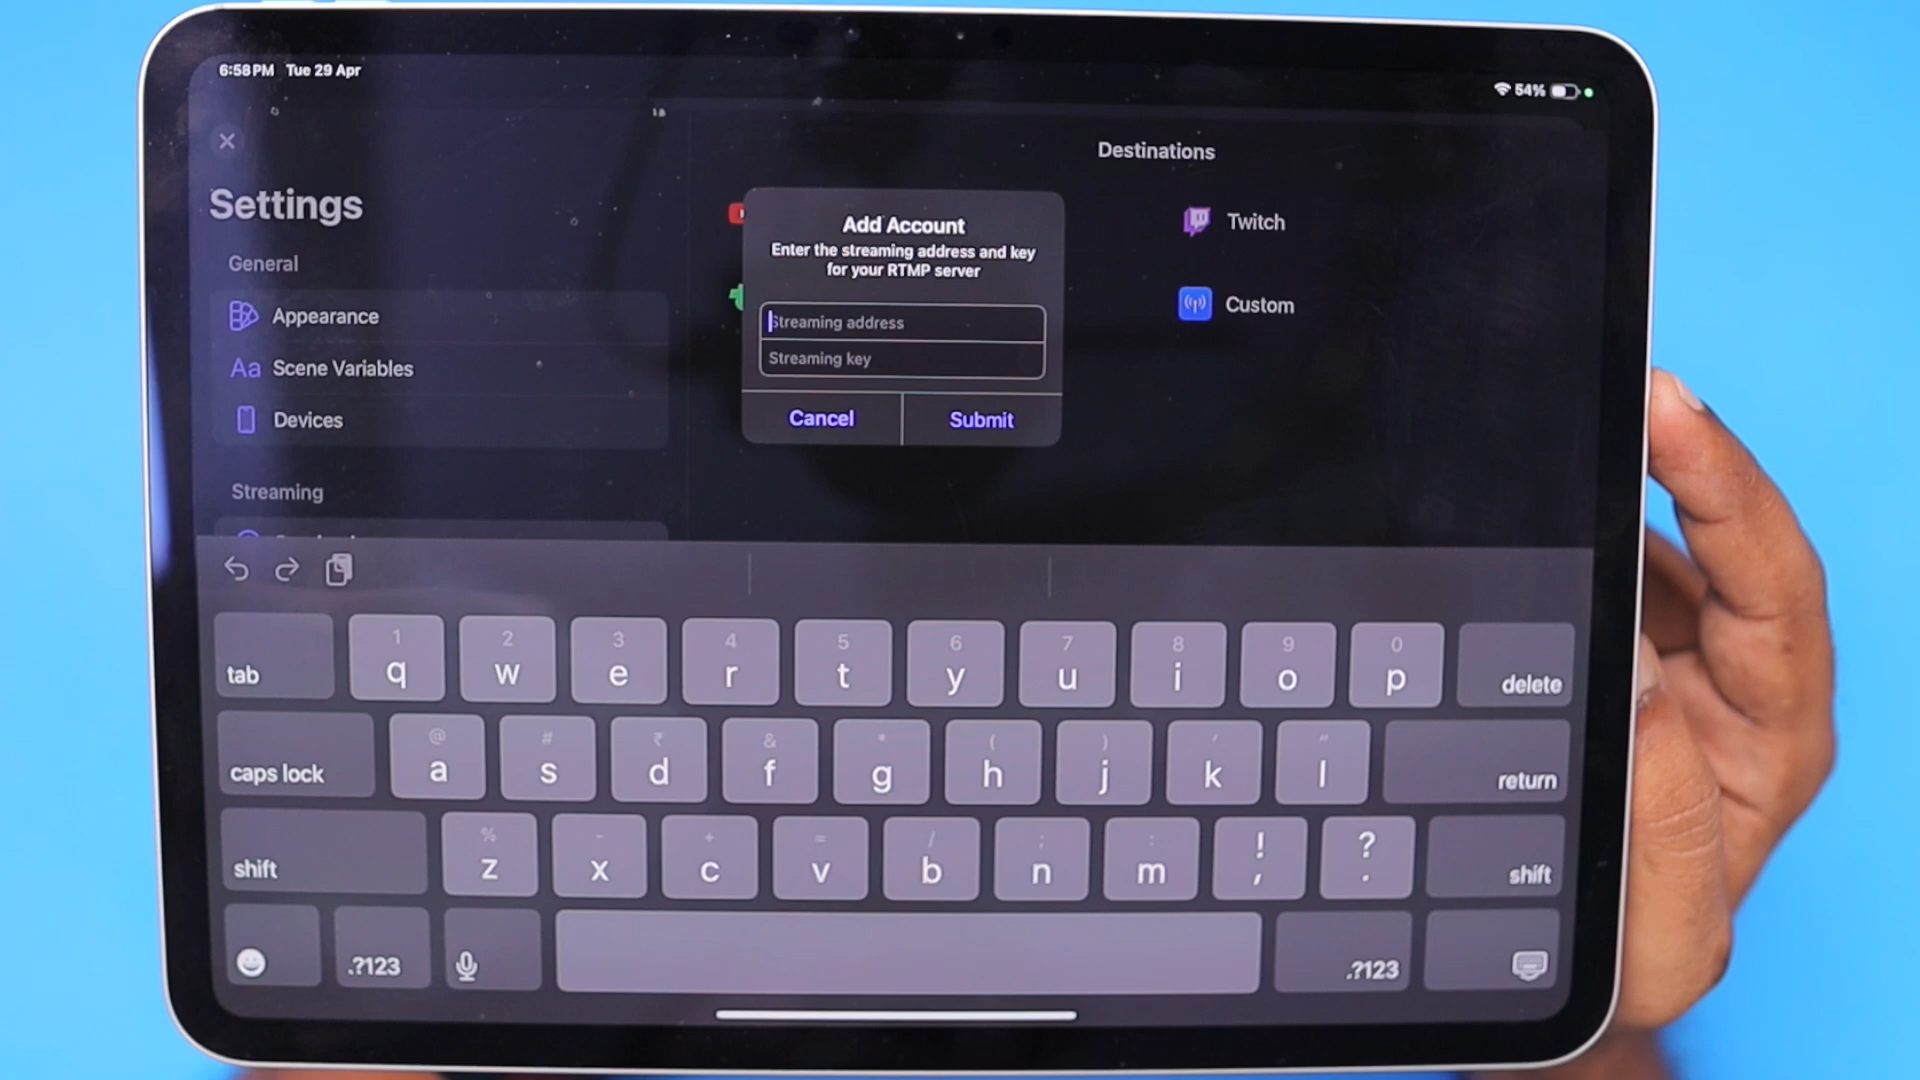 6:58 PM Tue 29 Apr
54%
Destinations
Settings
Add Account
Enter the streaming address and key
for your RTMP server
Twitch
General
Custom
Appearance
Streaming address
Scene Variables
Streaming key
Devices
Cancel
Submit
Streaming
tab
1 2 3 4 5 6 7 8 9 0
q w e r t y u i o p
delete
caps lock
@ # ₹ & * ( ) ' "
a s d f g h j k l
return
shift
% - + = / ; : ! ?
z x c v b n m , .
shift
.?123
.?123